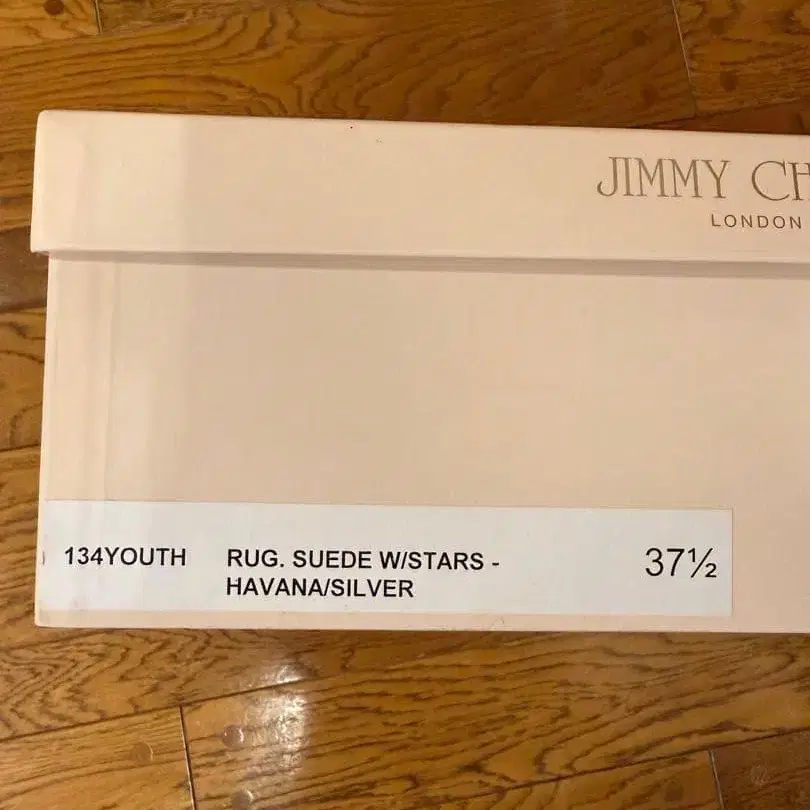 JIMMY CH
LONDON
134YOUTH RUG. SUEDE W/STARS - 37½
HAVANA/SILVER